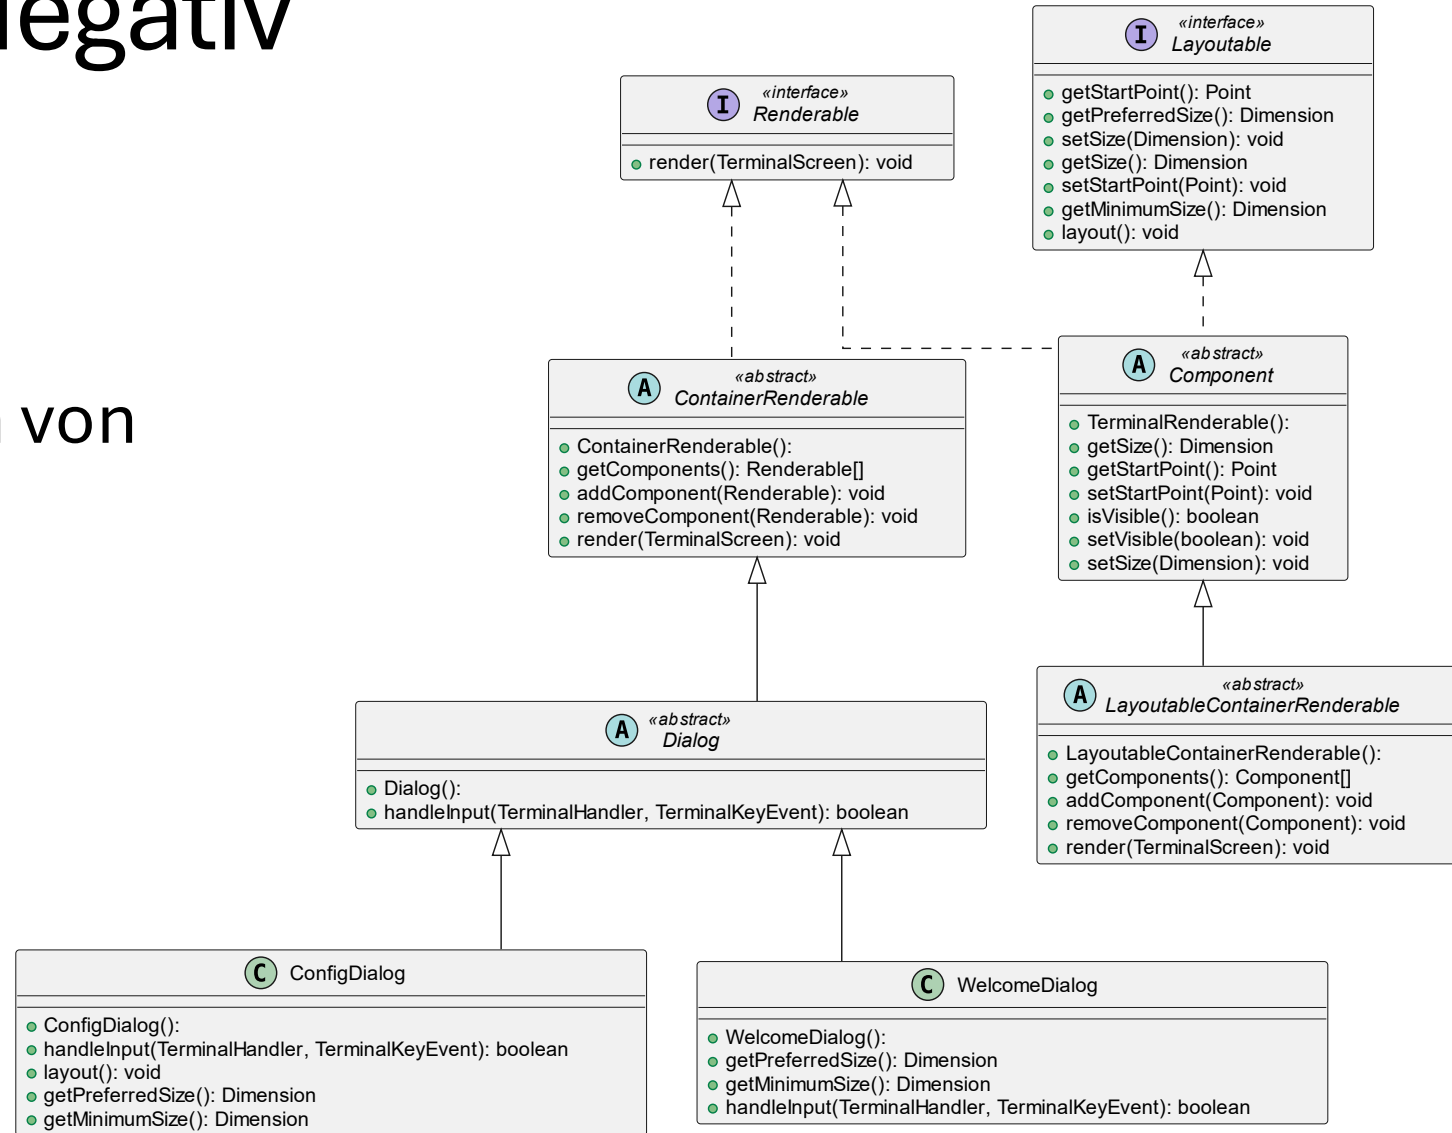 Negativ
von
«interface»
Layoutable
getStartPoint(): Point
getPreferredSize(): Dimension
setSize(Dimension): void
getSize(): Dimension
setStartPoint(Point): void
getMinimumSize(): Dimension
layout(): void
«interface»
Renderable
render(TerminalScreen): void
«abstract»
ContainerRenderable
ContainerRenderable():
getComponents(): Renderable[]
addComponent(Renderable): void
removeComponent(Renderable): void
render(TerminalScreen): void
«abstract»
Component
TerminalRenderable():
getSize(): Dimension
getStartPoint(): Point
setStartPoint(Point): void
isVisible(): boolean
setVisible(boolean): void
setSize(Dimension): void
«abstract»
Dialog
Dialog():
handleInput(TerminalHandler, TerminalKeyEvent): boolean
«abstract»
LayoutableContainerRenderable
LayoutableContainerRenderable():
getComponents(): Component[]
addComponent(Component): void
removeComponent(Component): void
render(TerminalScreen): void
ConfigDialog
ConfigDialog():
handleInput(TerminalHandler, TerminalKeyEvent): boolean
layout(): void
getPreferredSize(): Dimension
getMinimumSize(): Dimension
WelcomeDialog
WelcomeDialog():
getPreferredSize(): Dimension
getMinimumSize(): Dimension
handleInput(TerminalHandler, TerminalKeyEvent): boolean